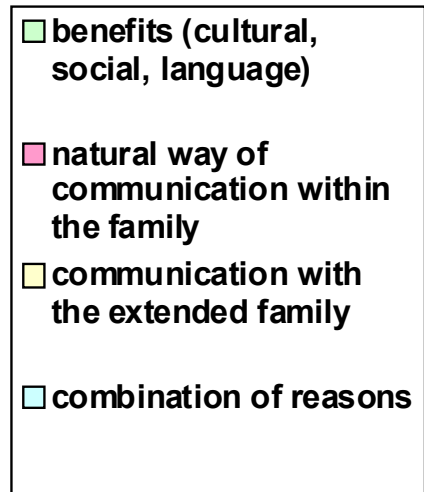 benefits (cultural,
social, language)
natural way of
communication within
the family
communication with
the extended family
combination of reasons